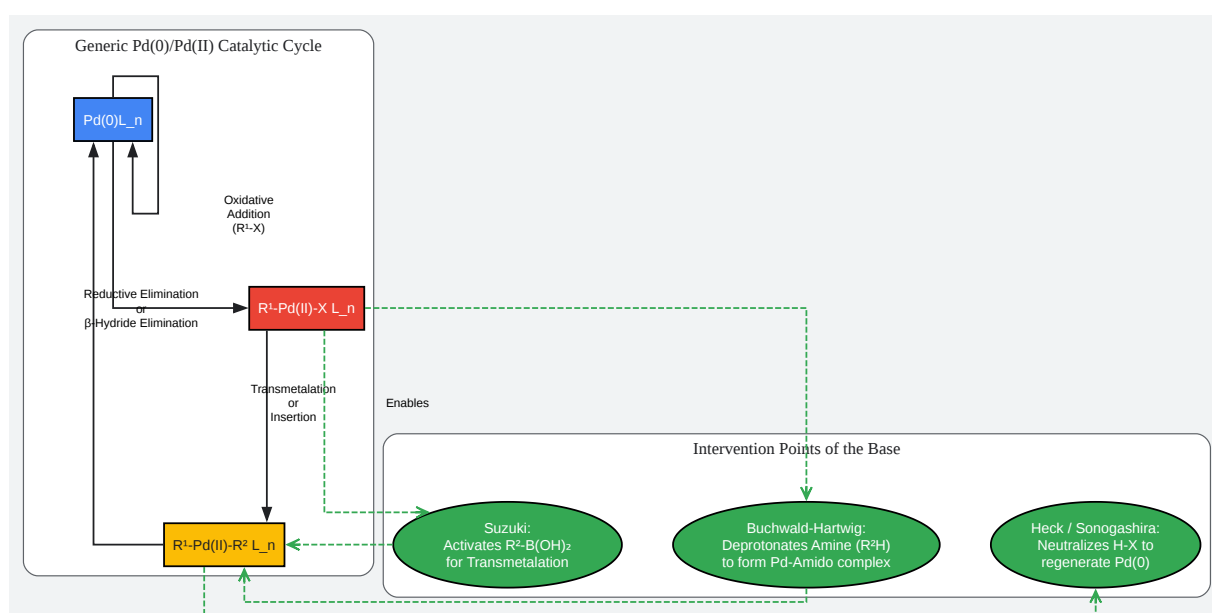 Generic Pd(0)/Pd(II) Catalytic Cycle
Pd(0)L_n
Oxidative
Addition
(R¹-X)
Reductive Elimination
or
β-Hydride Elimination
R¹-Pd(II)-X L_n
Transmetalation
or
Insertion
Enables
Intervention Points of the Base
R¹-Pd(II)-R² L_n
Suzuki:
Activates R²-B(OH)₂
for Transmetalation
Buchwald-Hartwig:
Deprotonates Amine (R²H)
to form Pd-Amido complex
Heck / Sonogashira:
Neutralizes H-X to
regenerate Pd(0)